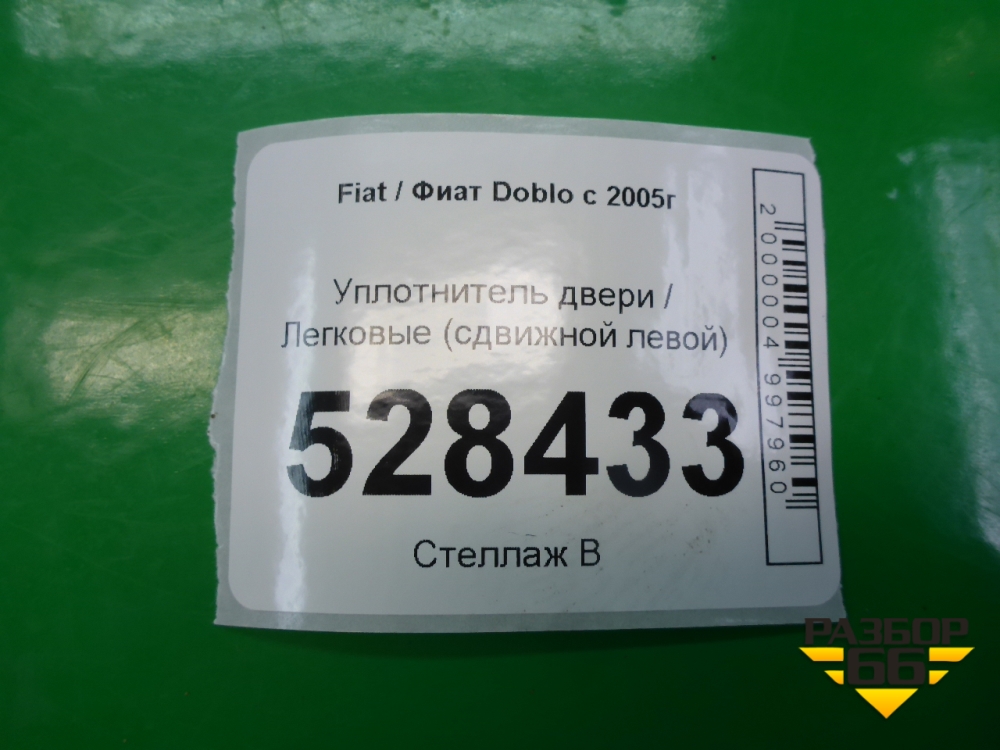 Fiat / Фиат Doblo с 2005г
Уплотнитель двери /
Легковые (сдвижной левой)
528433
Стеллаж В
2000004997960
РАЗБОР
66